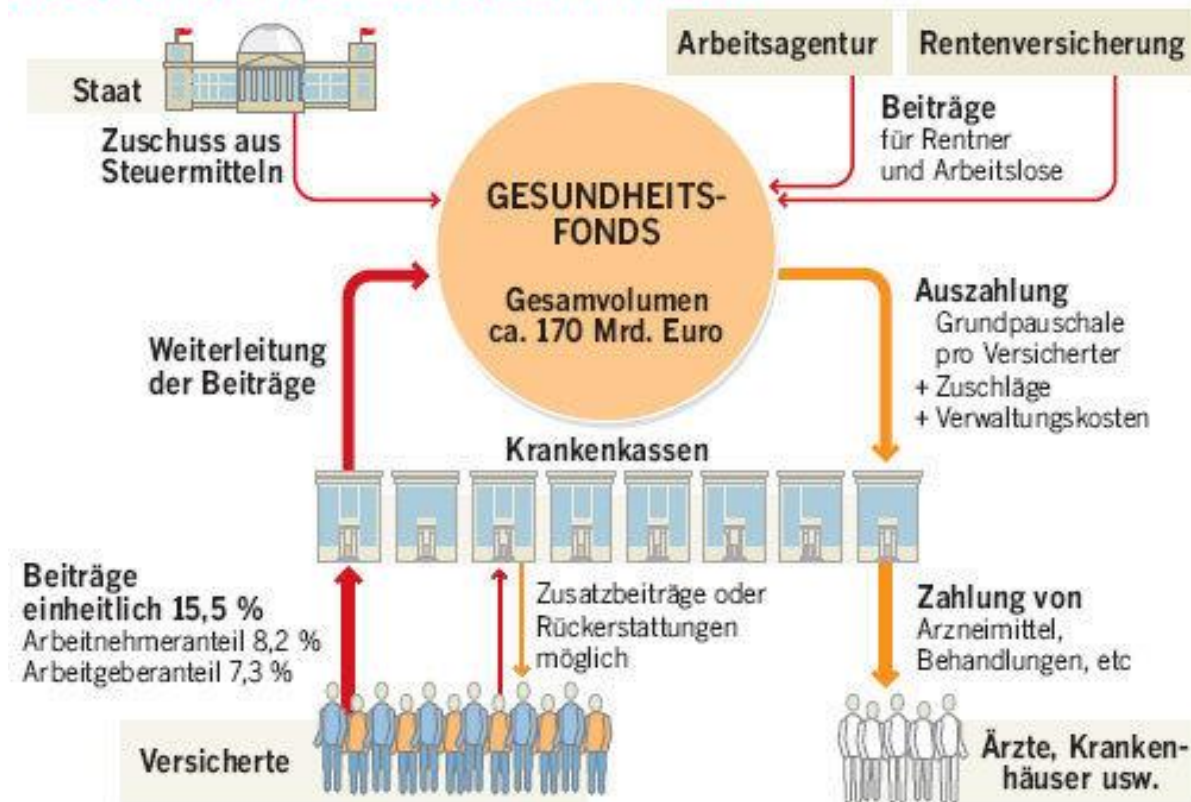 Staat
Zuschuss aus
Steuermitteln
Arbeitsagentur
Rentenversicherung
Beiträge
für Rentner
und Arbeitslose
GESUNDHEITS-
FONDS
Gesamvolumen
ca. 170 Mrd. Euro
Weiterleitung
der Beiträge
Auszahlung
Grundpauschale
pro Versicherter
+ Zuschläge
+ Verwaltungskosten
Krankenkassen
Beiträge
einheitlich 15,5 %
Arbeitnehmeranteil 8,2 %
Arbeitgeberanteil 7,3 %
Zusatzbeiträge oder
Rückerstattungen
möglich
Zahlung von
Arzneimittel,
Behandlungen, etc
Versicherte
Ärzte, Kranken-
häuser usw.